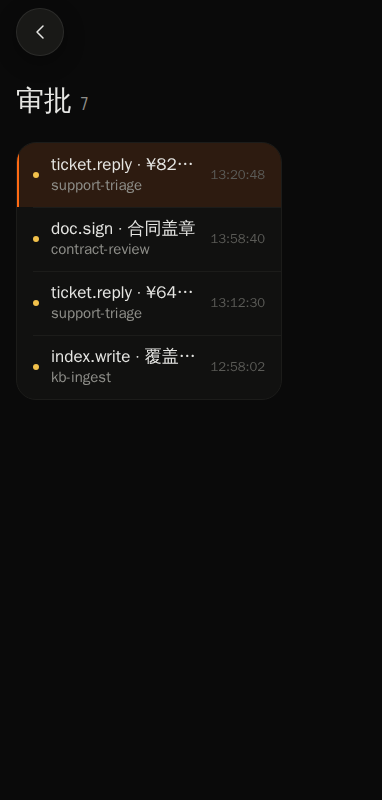 审批 7
ticket.reply · ¥82…
13:20:48
support-triage
doc.sign · 合同盖章
13:58:40
contract-review
ticket.reply · ¥64…
13:12:30
support-triage
index.write · 覆盖…
12:58:02
kb-ingest